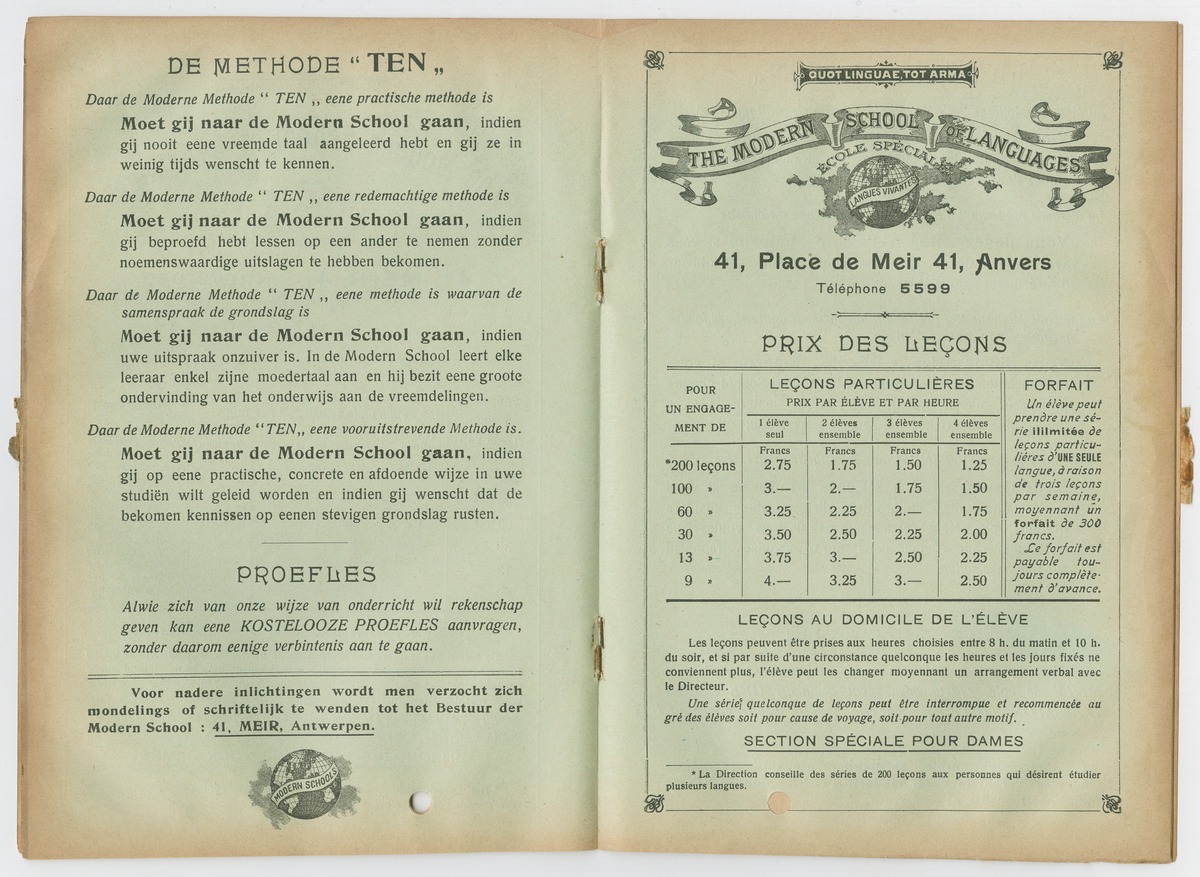 DE METHODE “ TEN „
Daar de Moderne Methode “ TEN „ eene practische methode is
Moet gij naar de Modern School gaan, indien
gij nooit eene vreemde taal aangeleerd hebt en gij ze in
weinig tijds wenscht te kennen.
Daar de Moderne Methode “ TEN „ eene redemachtige methode is
Moet gij naar de Modern School gaan, indien
gij beproefd hebt lessen op een ander te nemen zonder
noemenswaardige uitslagen te hebben bekomen.
Daar de Moderne Methode “ TEN „ eene methode is waarvan de
samenspraak de grondslag is
Moet gij naar de Modern School gaan, indien
uwe uitspraak onzuiver is. In de Modern School leert elke
leeraar enkel zijne moedertaal aan en hij bezit eene groote
ondervinding van het onderwijs aan de vreemdelingen.
Daar de Moderne Methode “TEN„ eene vooruitstrevende Methode is.
Moet gij naar de Modern School gaan, indien
gij op eene practische, concrete en afdoende wijze in uwe
studiën wilt geleid worden en indien gij wenscht dat de
bekomen kennissen op eenen stevigen grondslag rusten.
PROEFLES
Alwie zich van onze wijze van onderricht wil rekenschap
geven kan eene KOSTELOOZE PROEFLES aanvragen,
zonder daarom eenige verbintenis aan te gaan.
Voor nadere inlichtingen wordt men verzocht zich
mondelings of schriftelijk te wenden tot het Bestuur der
Modern School : 41, MEIR, Antwerpen.
MODERN SCHOOLS
QUOT LINGUAE, TOT ARMA
THE MODERN SCHOOL OF LANGUAGES
ÉCOLE SPÉCIALE
LANGUES VIVANTES
41, Place de Meir 41, Anvers
Téléphone 5599
PRIX DES LEÇONS
POUR
UN ENGAGE-
MENT DE
LEÇONS PARTICULIÈRES
PRIX PAR ÉLÈVE ET PAR HEURE
1 élève seul 2 élèves ensemble 3 élèves ensemble 4 élèves ensemble
Francs Francs Francs Francs
*200 leçons 2.75 1.75 1.50 1.25
100 » 3.— 2.— 1.75 1.50
60 » 3.25 2.25 2.— 1.75
30 » 3.50 2.50 2.25 2.00
13 » 3.75 3.— 2.50 2.25
9 » 4.— 3.25 3.— 2.50
FORFAIT
Un élève peut
prendre une sé-
rie ililmitée de
leçons particu-
lières d'UNE SEULE
langue, à raison
de trois leçons
par semaine,
moyennant un
forfait de 300
francs.
Le forfait est
payable tou-
jours complète-
ment d'avance.
LEÇONS AU DOMICILE DE L'ÉLÈVE
Les leçons peuvent être prises aux heures choisies entre 8 h. du matin et 10 h.
du soir, et si par suite d'une circonstance quelconque les heures et les jours fixés ne
conviennent plus, l'élève peut les changer moyennant un arrangement verbal avec
le Directeur.
Une série quelconque de leçons peut être interrompue et recommencée au
gré des élèves soit pour cause de voyage, soit pour tout autre motif.
SECTION SPÉCIALE POUR DAMES
* La Direction conseille des séries de 200 leçons aux personnes qui désirent étudier
plusieurs langues.